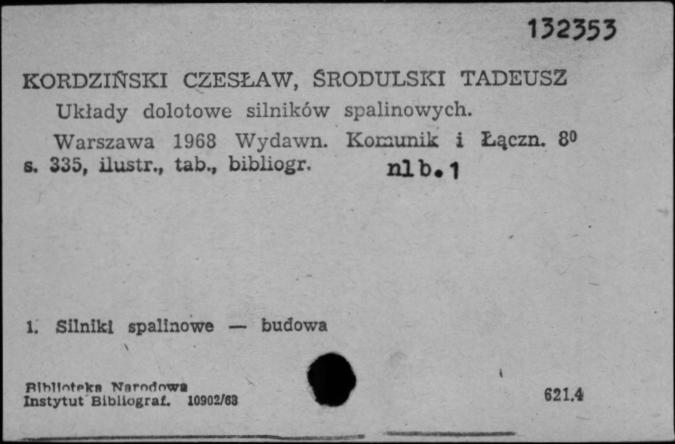 132353
KORDZIŃSKI CZESŁAW, ŚRODULSKI TADEUSZ
Układy dolotowe silników spalinowych.
Warszawa 1968 Wydawn. Komunik i Łączn. 8⁰
s. 335, ilustr., tab., bibliogr. nlb.1
1. Silniki spalinowe — budowa
Biblioteka Narodowa
Instytut Bibliograf. 10902/68
621.4